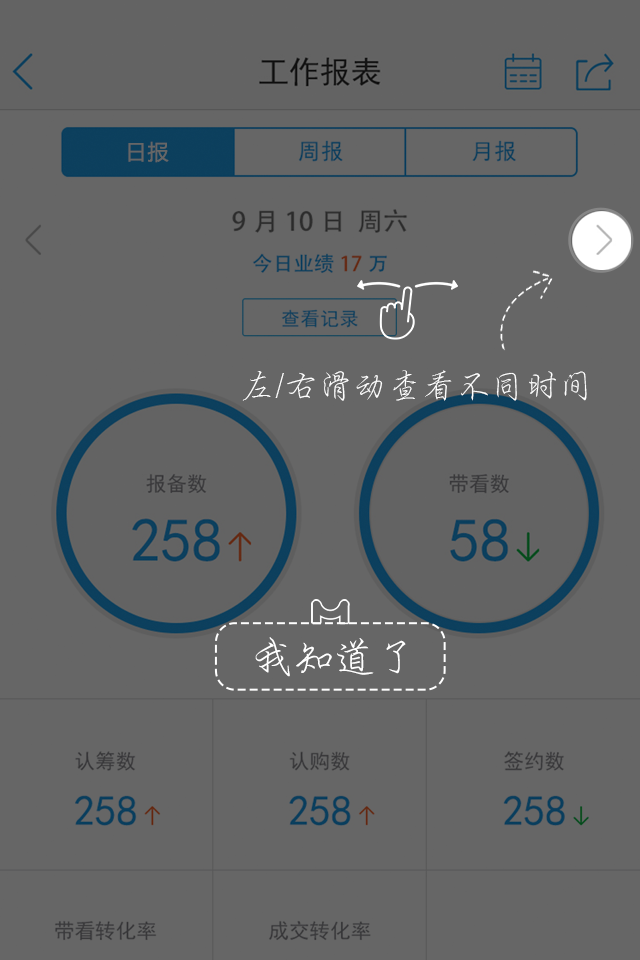 工作报表
日报 周报 月报
9 月 10 日 周六
今日业绩 17 万
查看记录
左/右滑动查看不同时间
报备数 带看数
258 58
我知道了
认筹数 认购数 签约数
258 258 258
带看转化率 成交转化率